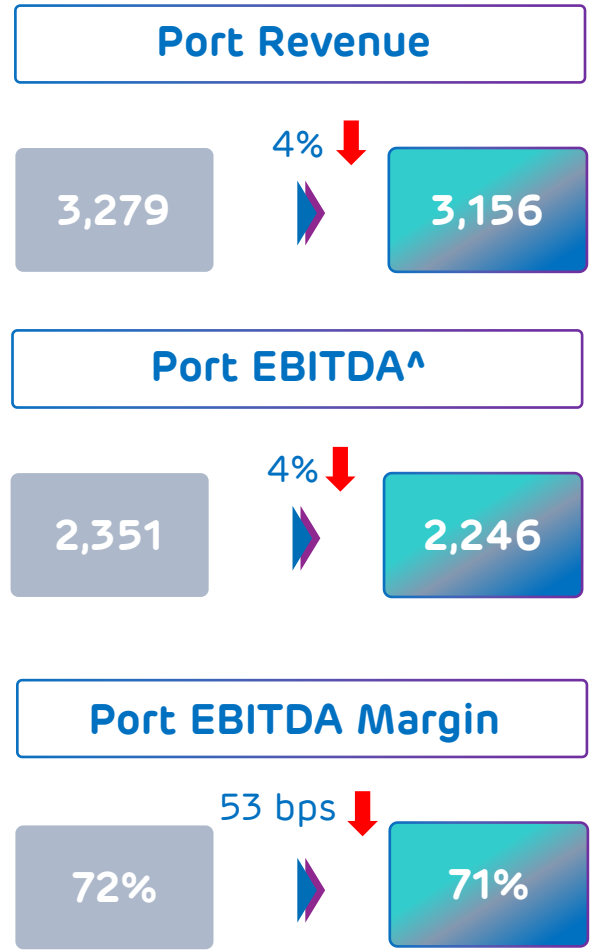 Port Revenue
4%
3,279
3,156
Port EBITDA^
4%
2,351
2,246
Port EBITDA Margin
53 bps
72%
71%